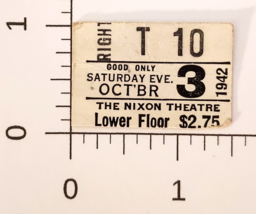 1
RIGHT
T 10
GOOD ONLY
SATURDAY EVE.
OCT'BR 3
1942
THE NIXON THEATRE
Lower Floor $2.75
0
0 1